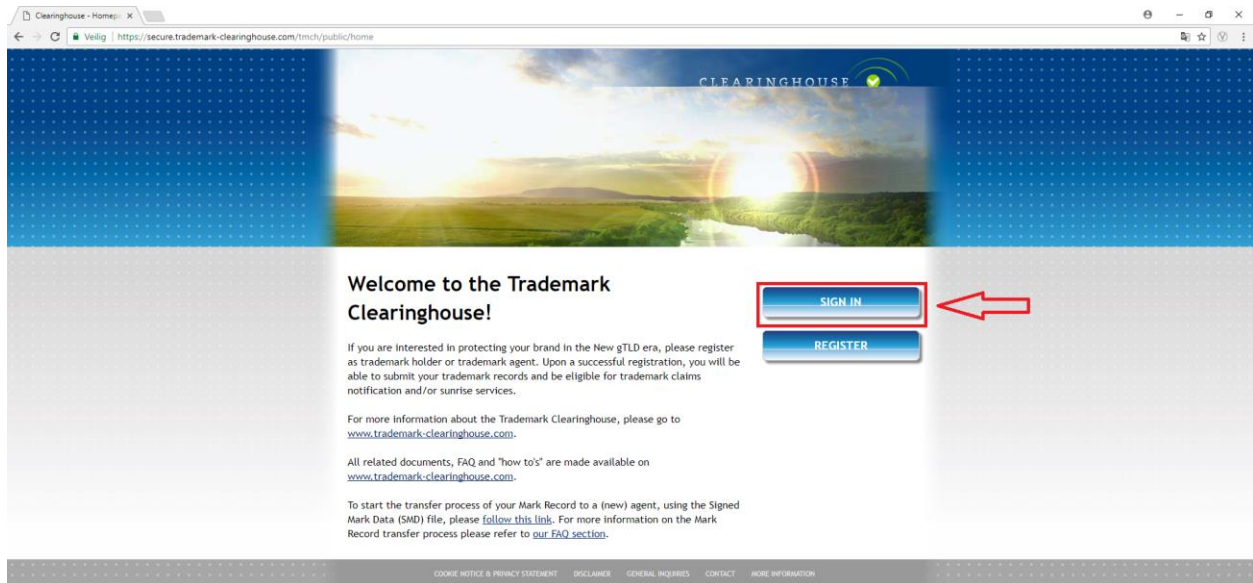 Clearinghouse - Homep
Veilig | https://secure.trademark-clearinghouse.com/tmch/public/home
CLEARINGHOUSE
Welcome to the Trademark
Clearinghouse!
SIGN IN
REGISTER
If you are interested in protecting your brand in the New gTLD era, please register
as trademark holder or trademark agent. Upon a successful registration, you will be
able to submit your trademark records and be eligible for trademark claims
notification and/or sunrise services.
For more information about the Trademark Clearinghouse, please go to
www.trademark-clearinghouse.com.
All related documents, FAQ and "how to's" are made available on
www.trademark-clearinghouse.com.
To start the transfer process of your Mark Record to a (new) agent, using the Signed
Mark Data (SMD) file, please follow this link. For more information on the Mark
Record transfer process please refer to our FAQ section.
COOKIE NOTICE & PRIVACY STATEMENT DISCLAIMER GENERAL INQUIRIES CONTACT MORE INFORMATION